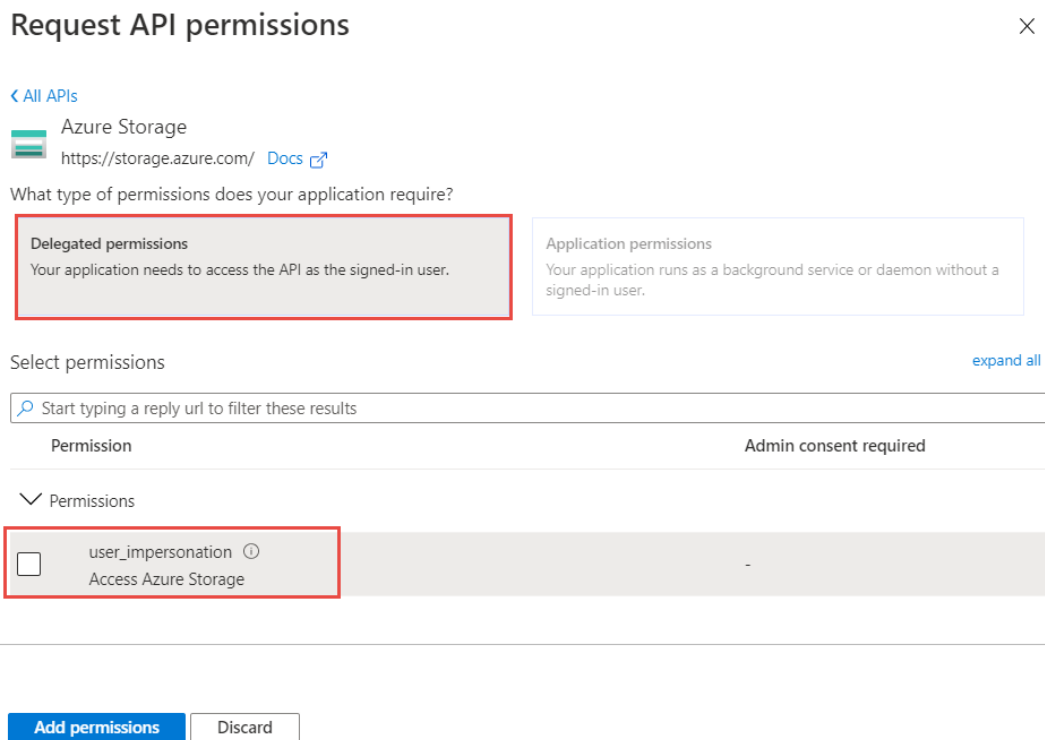 Request API permissions
All APIs
Azure Storage
https://storage.azure.com/ Docs
What type of permissions does your application require?
Delegated permissions
Your application needs to access the API as the signed-in user.
Application permissions
Your application runs as a background service or daemon without a
signed-in user.
Select permissions
expand all
Start typing a reply url to filter these results
Permission
Admin consent required
Permissions
user_impersonation
Access Azure Storage
-
Add permissions
Discard